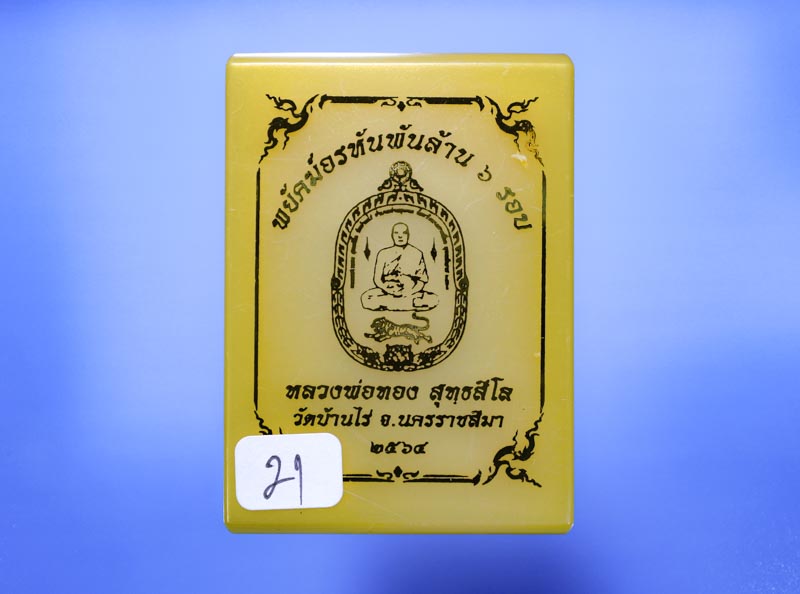 พยัคฆ์อรหันพันล้าน ๖ รอบ
หลวงพ่อทอง สุทฺธสีโล
วัดบ้านไร่ จ.นครราชสีมา
๒๕๖๔
21